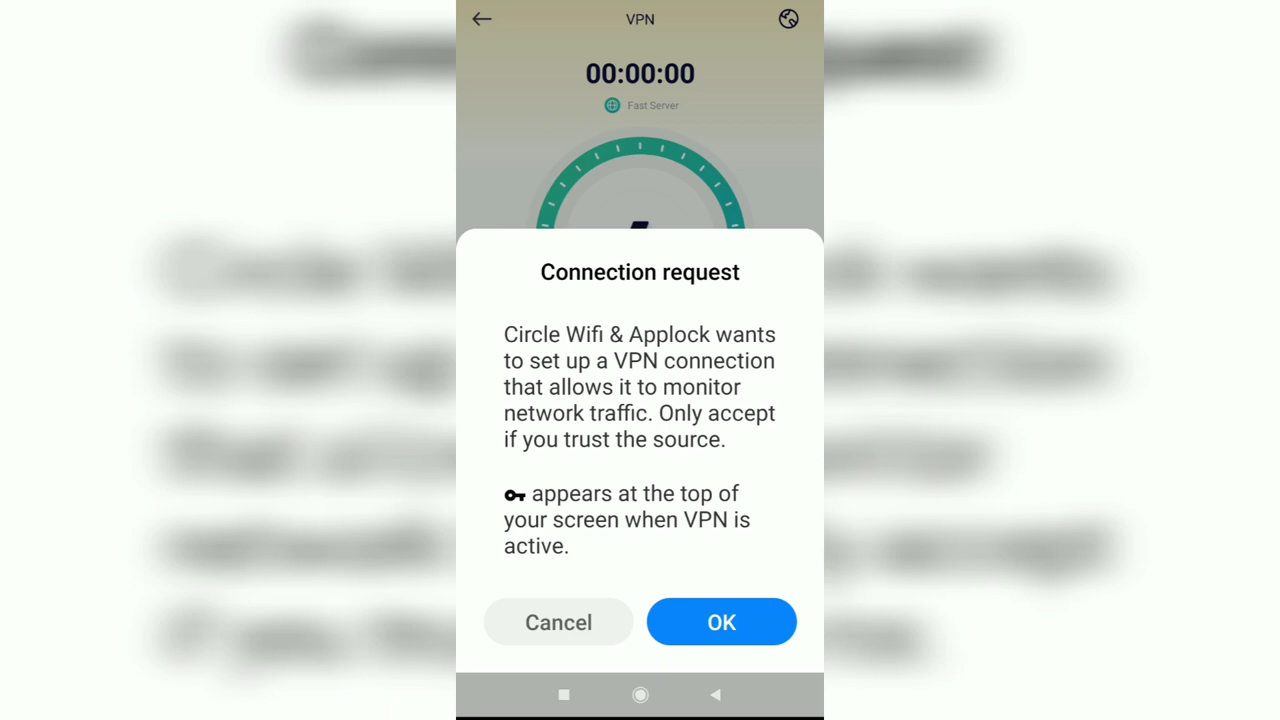 VPN
00:00:00
Fast Server
Connection request
Circle Wifi & Applock wants
to set up a VPN connection
that allows it to monitor
network traffic. Only accept
if you trust the source.
appears at the top of
your screen when VPN is
active.
Cancel
OK